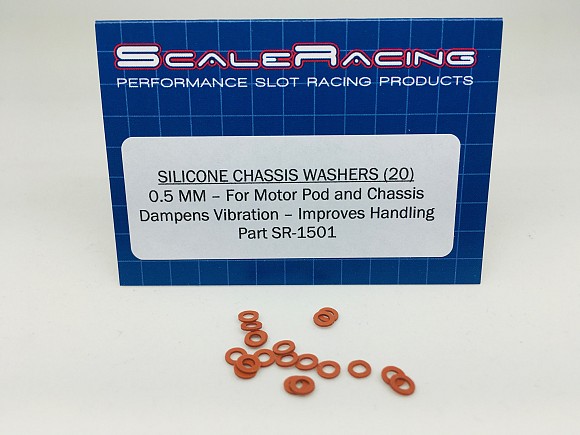 SCALERACING
PERFORMANCE SLOT RACING PRODUCTS
SILICONE CHASSIS WASHERS (20)
0.5 MM – For Motor Pod and Chassis
Dampens Vibration – Improves Handling
Part SR-1501